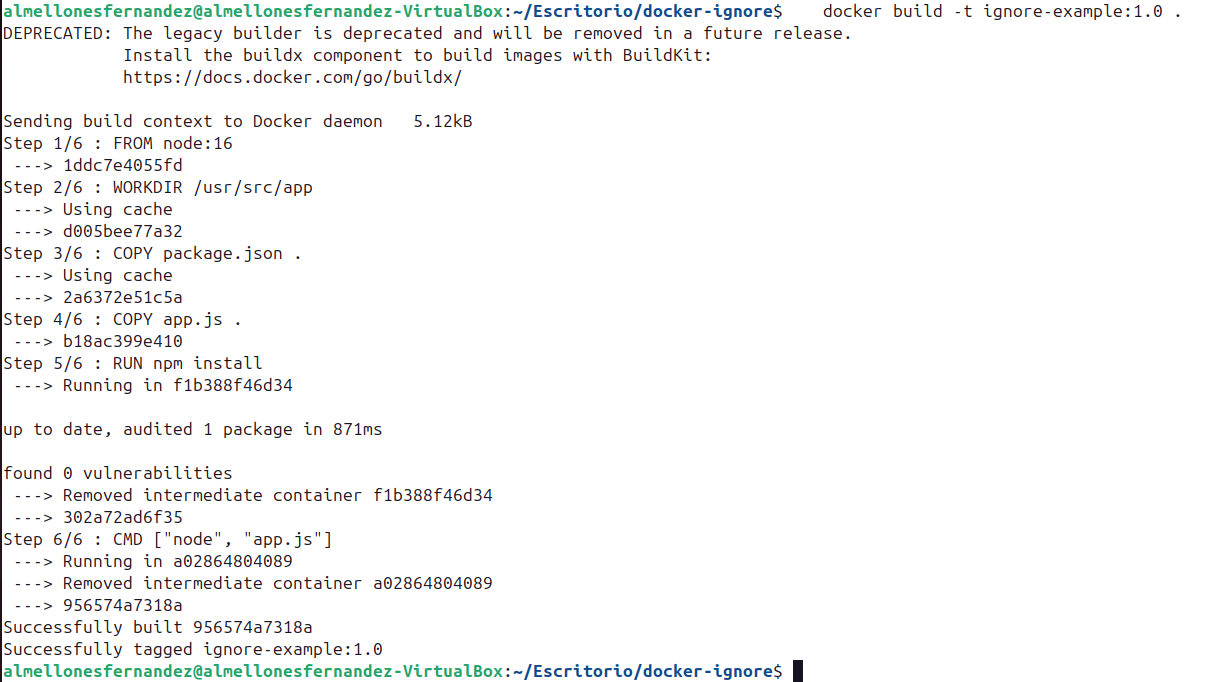 almellonesfernandez@almellonesfernandez-VirtualBox:~/Escritorio/docker-ignore$    docker build -t ignore-example:1.0 .
DEPRECATED: The legacy builder is deprecated and will be removed in a future release.
            Install the buildx component to build images with BuildKit:
            https://docs.docker.com/go/buildx/

Sending build context to Docker daemon   5.12kB
Step 1/6 : FROM node:16
 ---> 1ddc7e4055fd
Step 2/6 : WORKDIR /usr/src/app
 ---> Using cache
 ---> d005bee77a32
Step 3/6 : COPY package.json .
 ---> Using cache
 ---> 2a6372e51c5a
Step 4/6 : COPY app.js .
 ---> b18ac399e410
Step 5/6 : RUN npm install
 ---> Running in f1b388f46d34

up to date, audited 1 package in 871ms

found 0 vulnerabilities
 ---> Removed intermediate container f1b388f46d34
 ---> 302a72ad6f35
Step 6/6 : CMD ["node", "app.js"]
 ---> Running in a02864804089
 ---> Removed intermediate container a02864804089
 ---> 956574a7318a
Successfully built 956574a7318a
Successfully tagged ignore-example:1.0
almellonesfernandez@almellonesfernandez-VirtualBox:~/Escritorio/docker-ignore$